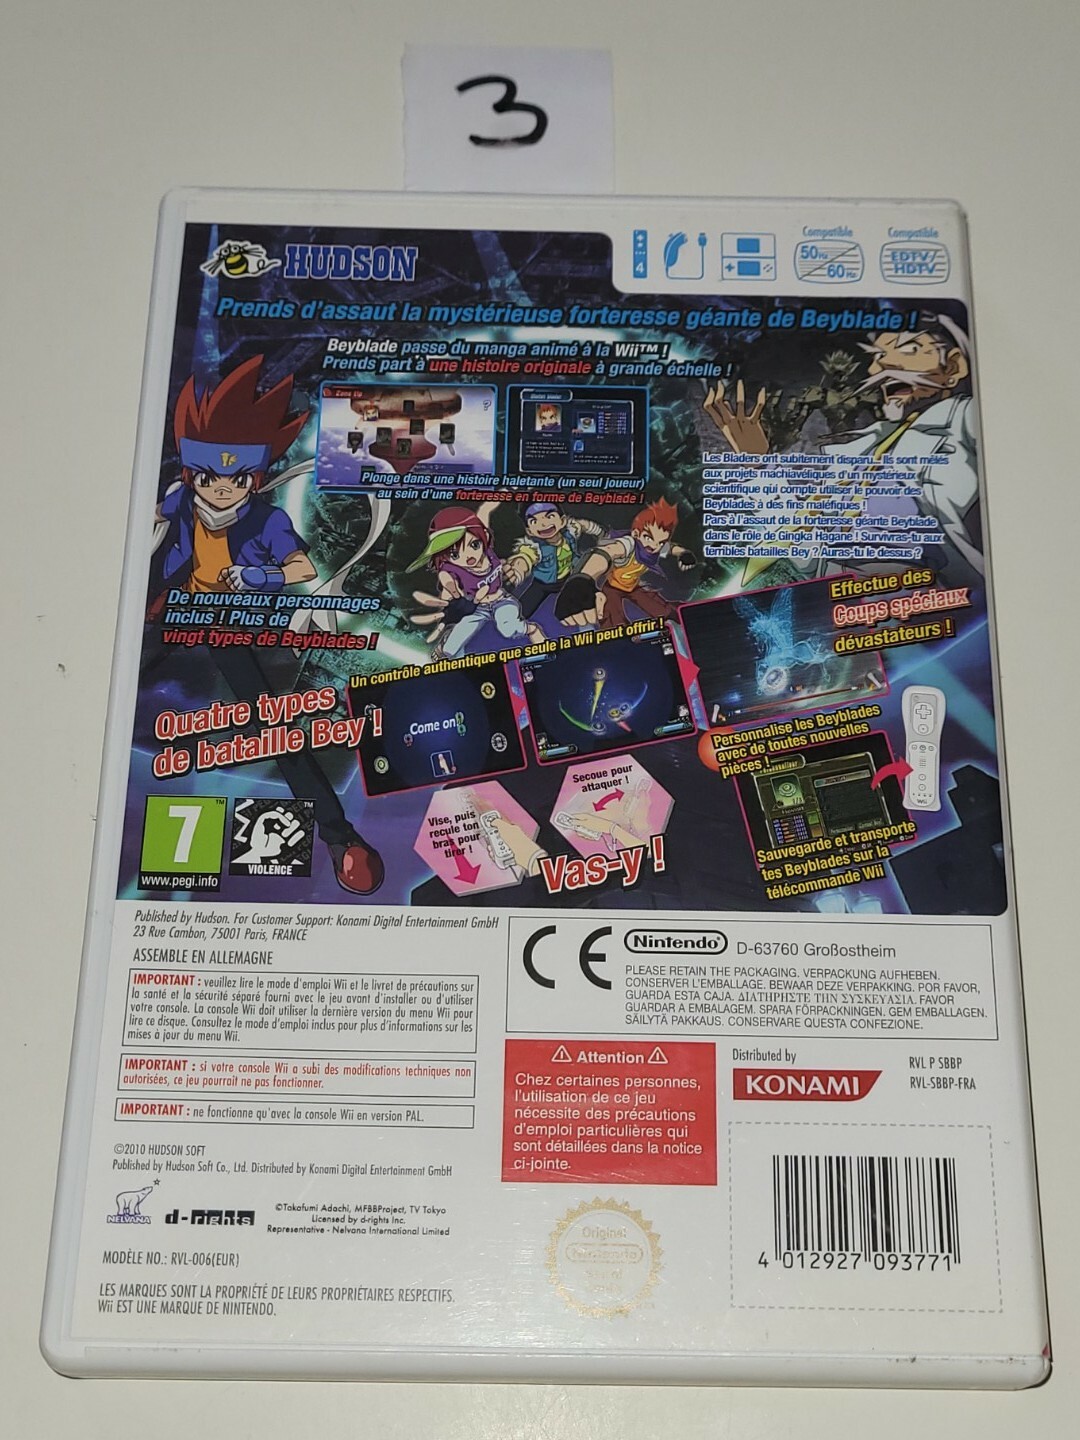 3
HUDSON
4
Compatible
50Hz
60Hz
Compatible
EDTV/
HDTV
Prends d'assaut la mystérieuse forteresse géante de Beyblade !
Beyblade passe du manga animé à la Wii™ !
Prends part à une histoire originale à grande échelle !
Plonge dans une histoire haletante (un seul joueur)
au sein d'une forteresse en forme de Beyblade !
Les Bladers ont subitement disparu... Ils sont mêlés
aux projets machiavéliques d'un mystérieux
scientifique qui compte utiliser le pouvoir des
Beyblades à des fins maléfiques !
Pars à l'assaut de la forteresse géante Beyblade
dans le rôle de Gingka Hagane ! Survivras-tu aux
terribles batailles Bey ? Auras-tu le dessus ?
De nouveaux personnages
inclus ! Plus de
vingt types de Beyblades !
Effectue des
Coups spéciaux
dévastateurs !
Un contrôle authentique que seule la Wii peut offrir !
Quatre types
de bataille Bey !
Come on!
Personnalise les Beyblades
avec de toutes nouvelles
pièces !
Vise, puis
recule ton
bras pour
tirer !
Secoue pour
attaquer !
Vas-y !
Sauvegarde et transporte
tes Beyblades sur la
télécommande Wii
7
™
www.pegi.info
™
VIOLENCE
Published by Hudson. For Customer Support: Konami Digital Entertainment GmbH
23 Rue Cambon, 75001 Paris, FRANCE
ASSEMBLE EN ALLEMAGNE
IMPORTANT : veuillez lire le mode d'emploi Wii et le livret de précautions sur
la santé et la sécurité séparé fourni avec le jeu avant d'installer ou d'utiliser
votre console. La console Wii doit utiliser la dernière version du menu Wii pour
lire ce disque. Consultez le mode d'emploi inclus pour plus d'informations sur les
mises à jour du menu Wii.
IMPORTANT : si votre console Wii a subi des modifications techniques non
autorisées, ce jeu pourrait ne pas fonctionner.
IMPORTANT : ne fonctionne qu'avec la console Wii en version PAL.
CE
Nintendo®
D-63760 Großostheim
PLEASE RETAIN THE PACKAGING. VERPACKUNG AUFHEBEN.
CONSERVER L'EMBALLAGE. BEWAAR DEZE VERPAKKING. POR FAVOR,
GUARDA ESTA CAJA. ΔΙΑΤΗΡΗΣΤΕ ΤΗΝ ΣΥΣΚΕΥΑΣΙΑ. FAVOR
GUARDAR A EMBALAGEM. SPARA FÖRPACKNINGEN. GEM EMBALLAGEN.
SÄILYTÄ PAKKAUS. CONSERVARE QUESTA CONFEZIONE.
Attention
Chez certaines personnes,
l'utilisation de ce jeu
nécessite des précautions
d'emploi particulières qui
sont détaillées dans la notice
ci-jointe.
Distributed by
KONAMI
RVL P SBBP
RVL-SBBP-FRA
©2010 HUDSON SOFT
Published by Hudson Soft Co., Ltd. Distributed by Konami Digital Entertainment GmbH
NELVANA
d-rights
©Takafumi Adachi, MFBBProject, TV Tokyo
Licensed by d-rights Inc.
Representative - Nelvana International Limited
MODÈLE NO.: RVL-006(EUR)
LES MARQUES SONT LA PROPRIÉTÉ DE LEURS PROPRIÉTAIRES RESPECTIFS.
Wii EST UNE MARQUE DE NINTENDO.
Original
Nintendo
4 012927 093771